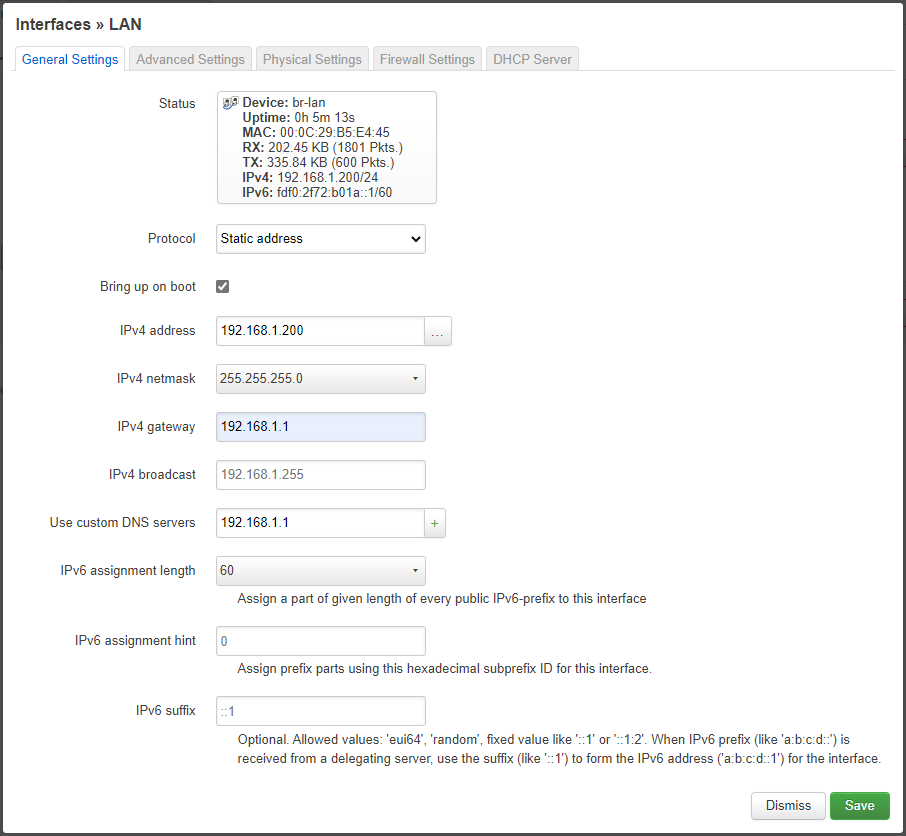 Interfaces » LAN
General Settings Advanced Settings Physical Settings Firewall Settings DHCP Server
Status
Device: br-lan
Uptime: 0h 5m 13s
MAC: 00:0C:29:B5:E4:45
RX: 202.45 KB (1801 Pkts.)
TX: 335.84 KB (600 Pkts.)
IPv4: 192.168.1.200/24
IPv6: fdf0:2f72:b01a::1/60
Protocol Static address
Bring up on boot
IPv4 address 192.168.1.200 ...
IPv4 netmask 255.255.255.0
IPv4 gateway 192.168.1.1
IPv4 broadcast 192.168.1.255
Use custom DNS servers 192.168.1.1 +
IPv6 assignment length 60
Assign a part of given length of every public IPv6-prefix to this interface
IPv6 assignment hint 0
Assign prefix parts using this hexadecimal subprefix ID for this interface.
IPv6 suffix ::1
Optional. Allowed values: 'eui64', 'random', fixed value like '::1' or '::1:2'. When IPv6 prefix (like 'a:b:c:d::') is
received from a delegating server, use the suffix (like '::1') to form the IPv6 address ('a:b:c:d::1') for the interface.
Dismiss Save